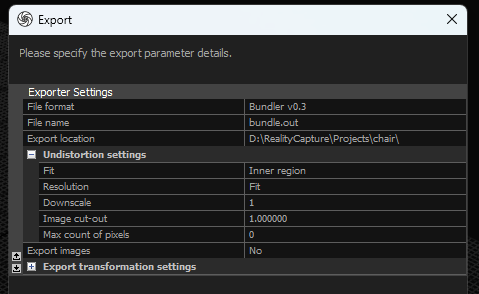 Export
Please specify the export parameter details.
Exporter Settings
File format Bundler v0.3
File name bundle.out
Export location D:\RealityCapture\Projects\chair\
Undistortion settings
Fit Inner region
Resolution Fit
Downscale 1
Image cut-out 1.000000
Max count of pixels 0
Export images No
Export transformation settings